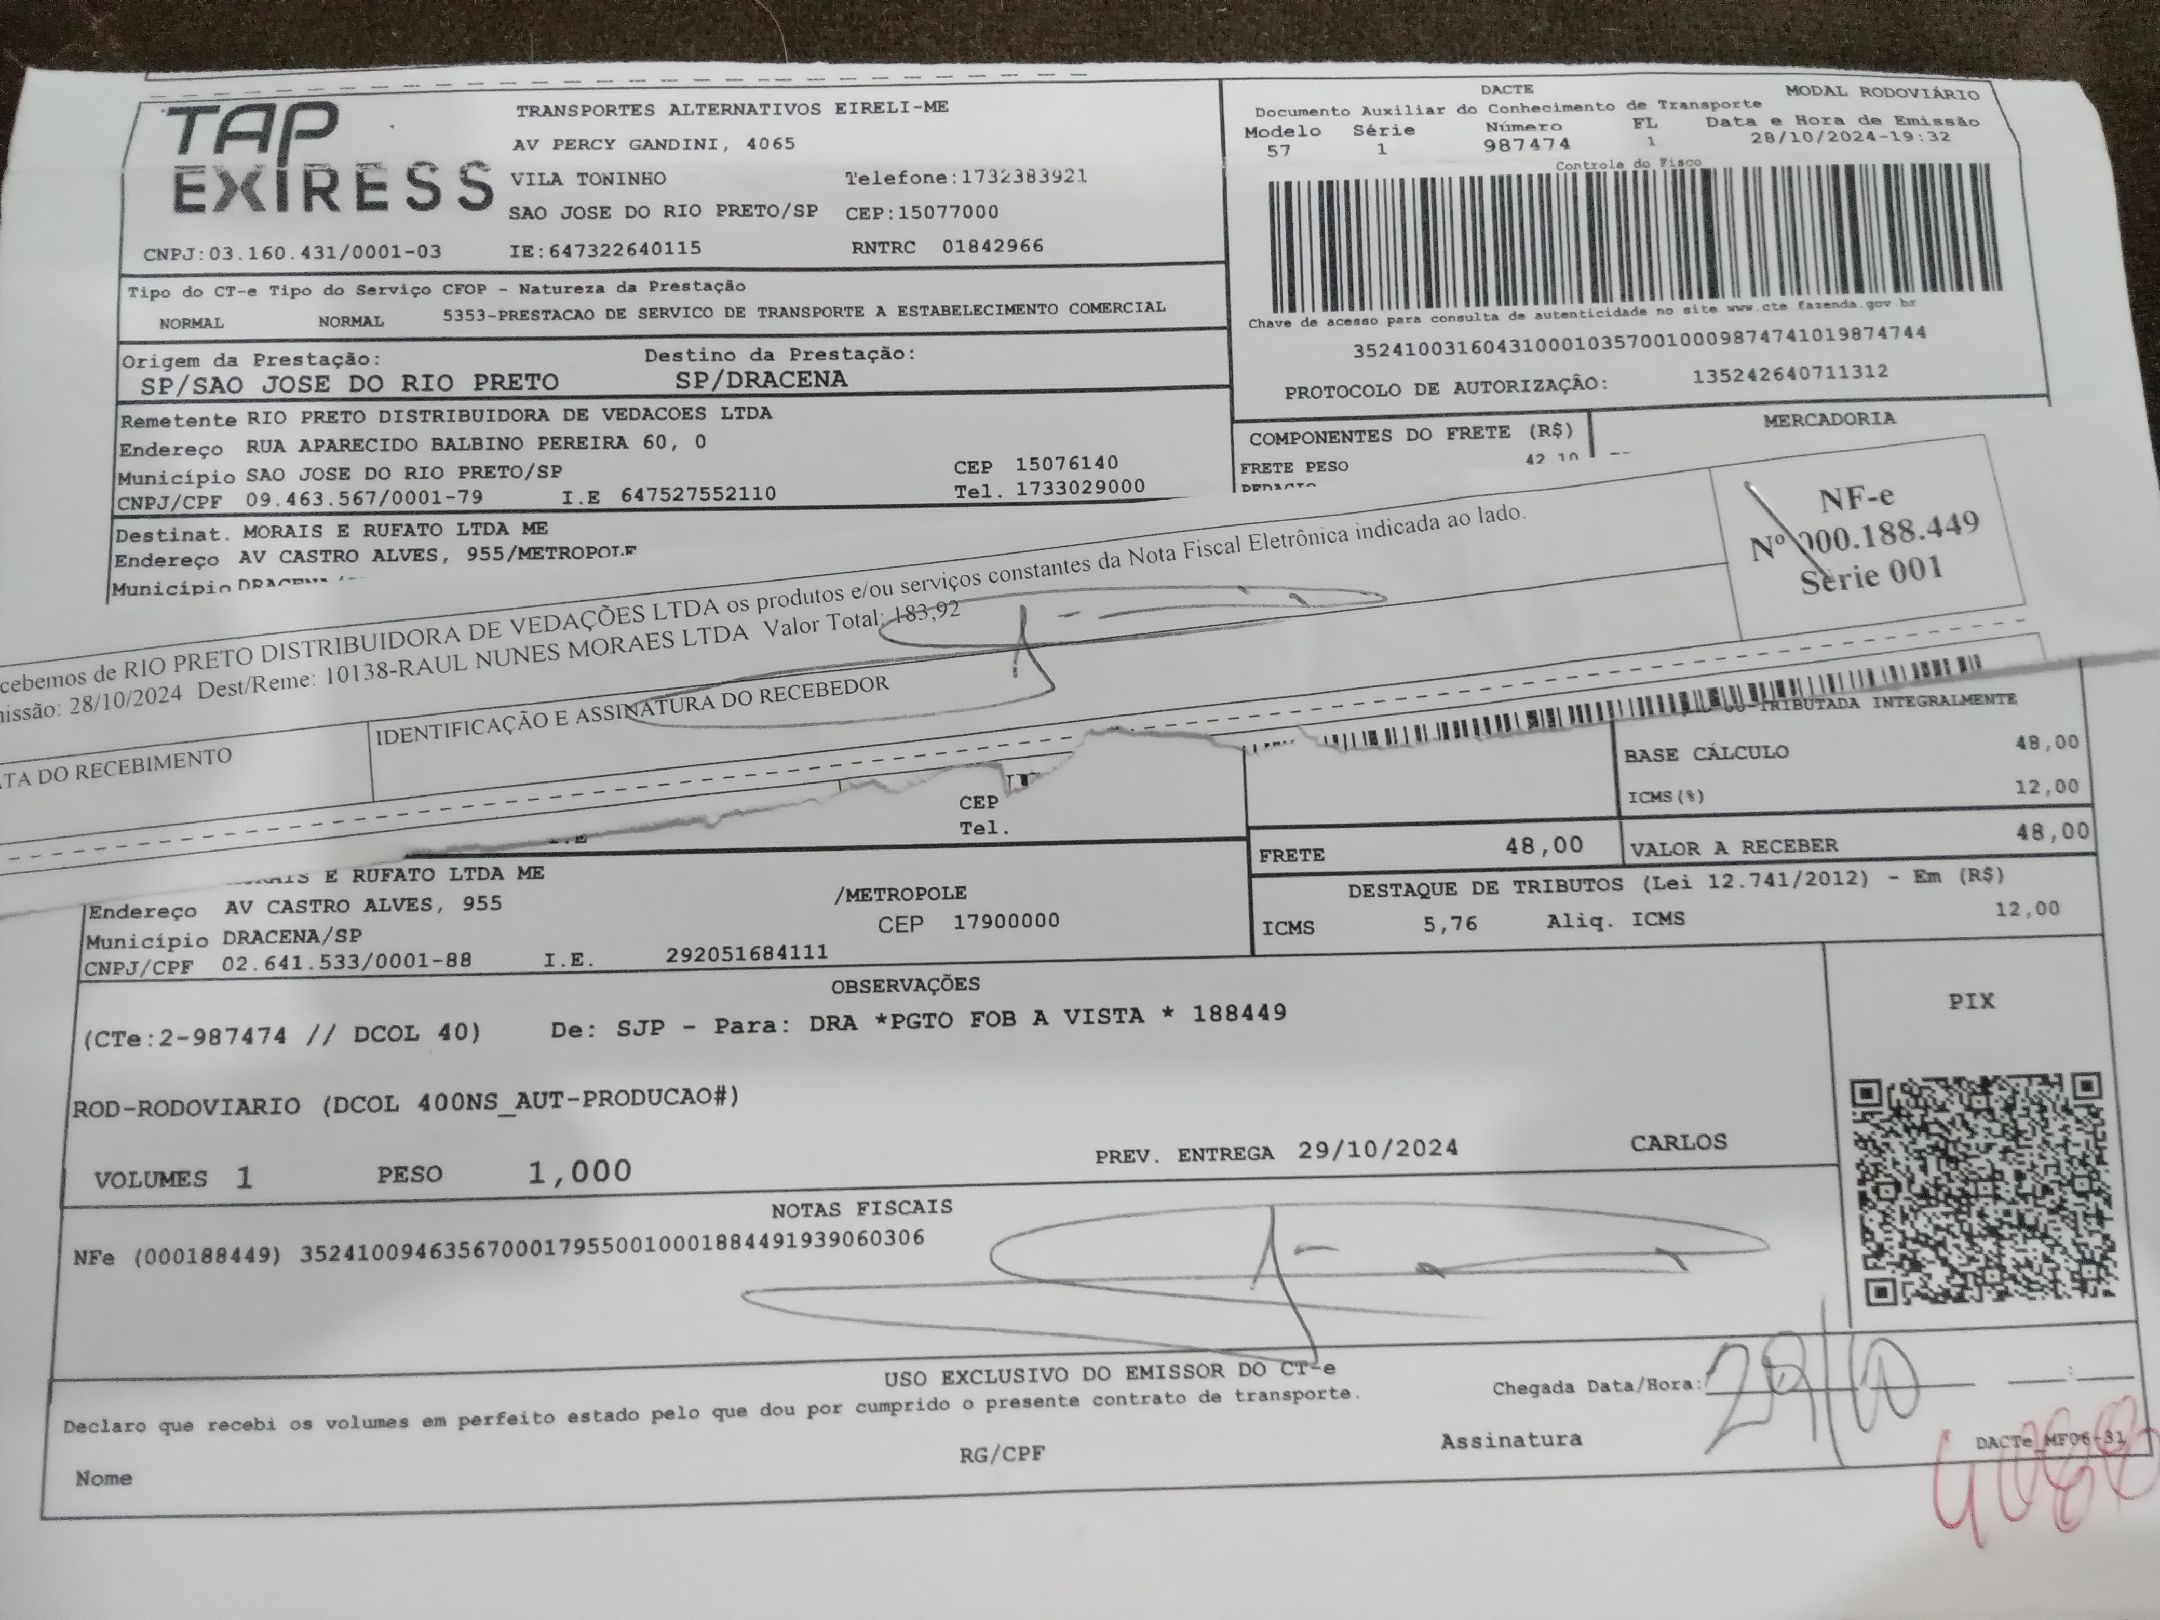 TAP
EXIRESS
TRANSPORTES ALTERNATIVOS EIRELI-ME
AV PERCY GANDINI, 4065
VILA TONINHO Telefone:1732383921
SAO JOSE DO RIO PRETO/SP CEP:15077000
CNPJ:03.160.431/0001-03 IE:647322640115 RNTRC 01842966
DACTE MODAL RODOVIÁRIO
Documento Auxiliar do Conhecimento de Transporte
Modelo Série Número FL Data e Hora de Emissão
57 1 987474 1 28/10/2024-19:32
Controle do Fisco
Chave de acesso para consulta de autenticidade no site www.cte.fazenda.gov.br
35241003160431000103570010009874741019874744
PROTOCOLO DE AUTORIZAÇÃO: 135242640711312
Tipo do CT-e Tipo do Serviço CFOP - Natureza da Prestação
NORMAL NORMAL 5353-PRESTACAO DE SERVICO DE TRANSPORTE A ESTABELECIMENTO COMERCIAL
Origem da Prestação: Destino da Prestação:
SP/SAO JOSE DO RIO PRETO SP/DRACENA
Remetente RIO PRETO DISTRIBUIDORA DE VEDACOES LTDA
Endereço RUA APARECIDO BALBINO PEREIRA 60, 0
Município SAO JOSE DO RIO PRETO/SP CEP 15076140
CNPJ/CPF 09.463.567/0001-79 I.E 647527552110 Tel. 1733029000
COMPONENTES DO FRETE (R$) MERCADORIA
FRETE PESO 42,10
Destinat. MORAIS E RUFATO LTDA ME
Endereço AV CASTRO ALVES, 955/METROPOLE
Município DRACENA
cebemos de RIO PRETO DISTRIBUIDORA DE VEDAÇÕES LTDA os produtos e/ou serviços constantes da Nota Fiscal Eletrônica indicada ao lado.
issão: 28/10/2024 Dest/Reme: 10138-RAUL NUNES MORAES LTDA Valor Total: 183,92
NF-e
Nº 000.188.449
Série 001
TA DO RECEBIMENTO IDENTIFICAÇÃO E ASSINATURA DO RECEBEDOR
TRIBUTADA INTEGRALMENTE
BASE CÁLCULO 48,00
ICMS(%) 12,00
CEP
Tel.
FRETE 48,00 VALOR A RECEBER 48,00
E RUFATO LTDA ME
Endereço AV CASTRO ALVES, 955 /METROPOLE
Município DRACENA/SP CEP 17900000
CNPJ/CPF 02.641.533/0001-88 I.E. 292051684111
DESTAQUE DE TRIBUTOS (Lei 12.741/2012) - Em (R$)
ICMS 5,76 Aliq. ICMS 12,00
OBSERVAÇÕES
(CTe:2-987474 // DCOL 40) De: SJP - Para: DRA *PGTO FOB A VISTA * 188449
PIX
ROD-RODOVIARIO (DCOL 400NS_AUT-PRODUCAO#)
VOLUMES 1 PESO 1,000 PREV. ENTREGA 29/10/2024 CARLOS
NOTAS FISCAIS
NFe (000188449) 35241009463567000179550010001884491939060306
USO EXCLUSIVO DO EMISSOR DO CT-e
Declaro que recebi os volumes em perfeito estado pelo que dou por cumprido o presente contrato de transporte.
Chegada Data/Hora: 29/10
Nome RG/CPF Assinatura
DACTe_MF06-31